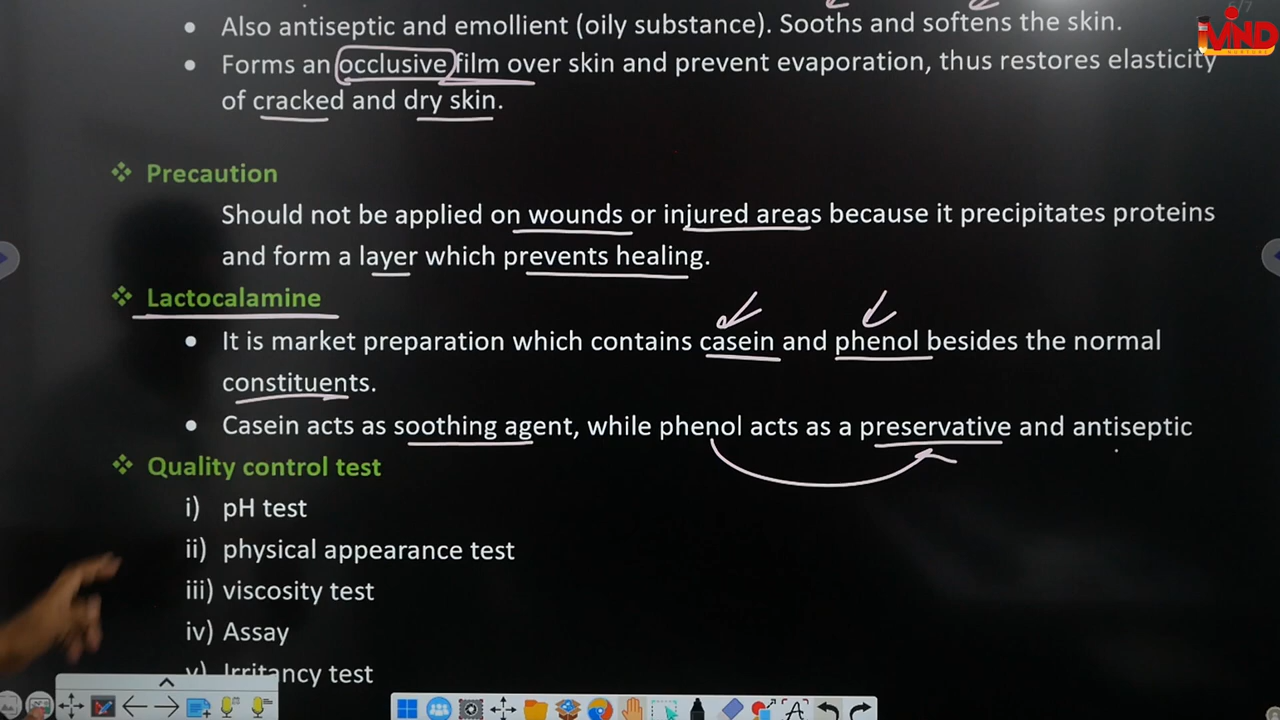 • Also antiseptic and emollient (oily substance). Sooths and softens the skin.
• Forms an occlusive film over skin and prevent evaporation, thus restores elasticity
of cracked and dry skin.
❖ Precaution
Should not be applied on wounds or injured areas because it precipitates proteins
and form a layer which prevents healing.
❖ Lactocalamine
• It is market preparation which contains casein and phenol besides the normal
constituents.
• Casein acts as soothing agent, while phenol acts as a preservative and antiseptic
❖ Quality control test
i) pH test
ii) physical appearance test
iii) viscosity test
iv) Assay
v) Irritancy test